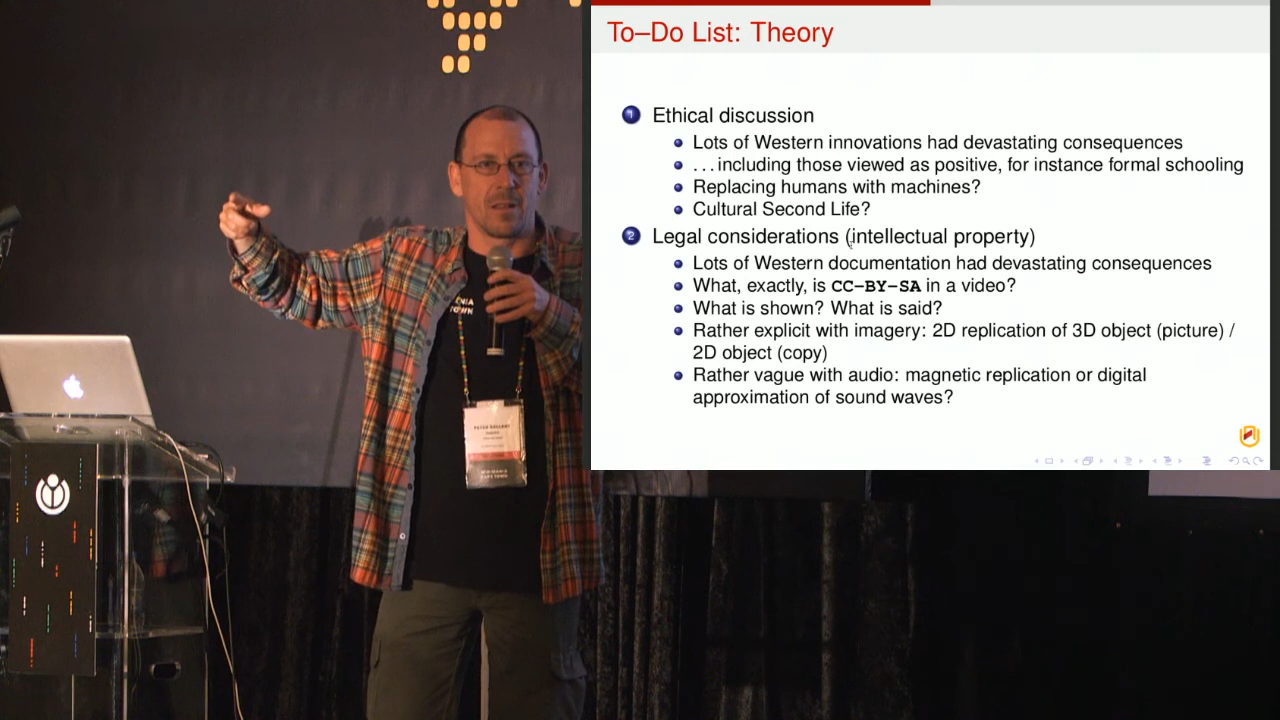 To–Do List: Theory
1 Ethical discussion
Lots of Western innovations had devastating consequences
...including those viewed as positive, for instance formal schooling
Replacing humans with machines?
Cultural Second Life?
2 Legal considerations (intellectual property)
Lots of Western documentation had devastating consequences
What, exactly, is CC–BY–SA in a video?
What is shown? What is said?
Rather explicit with imagery: 2D replication of 3D object (picture) /
2D object (copy)
Rather vague with audio: magnetic replication or digital
approximation of sound waves?